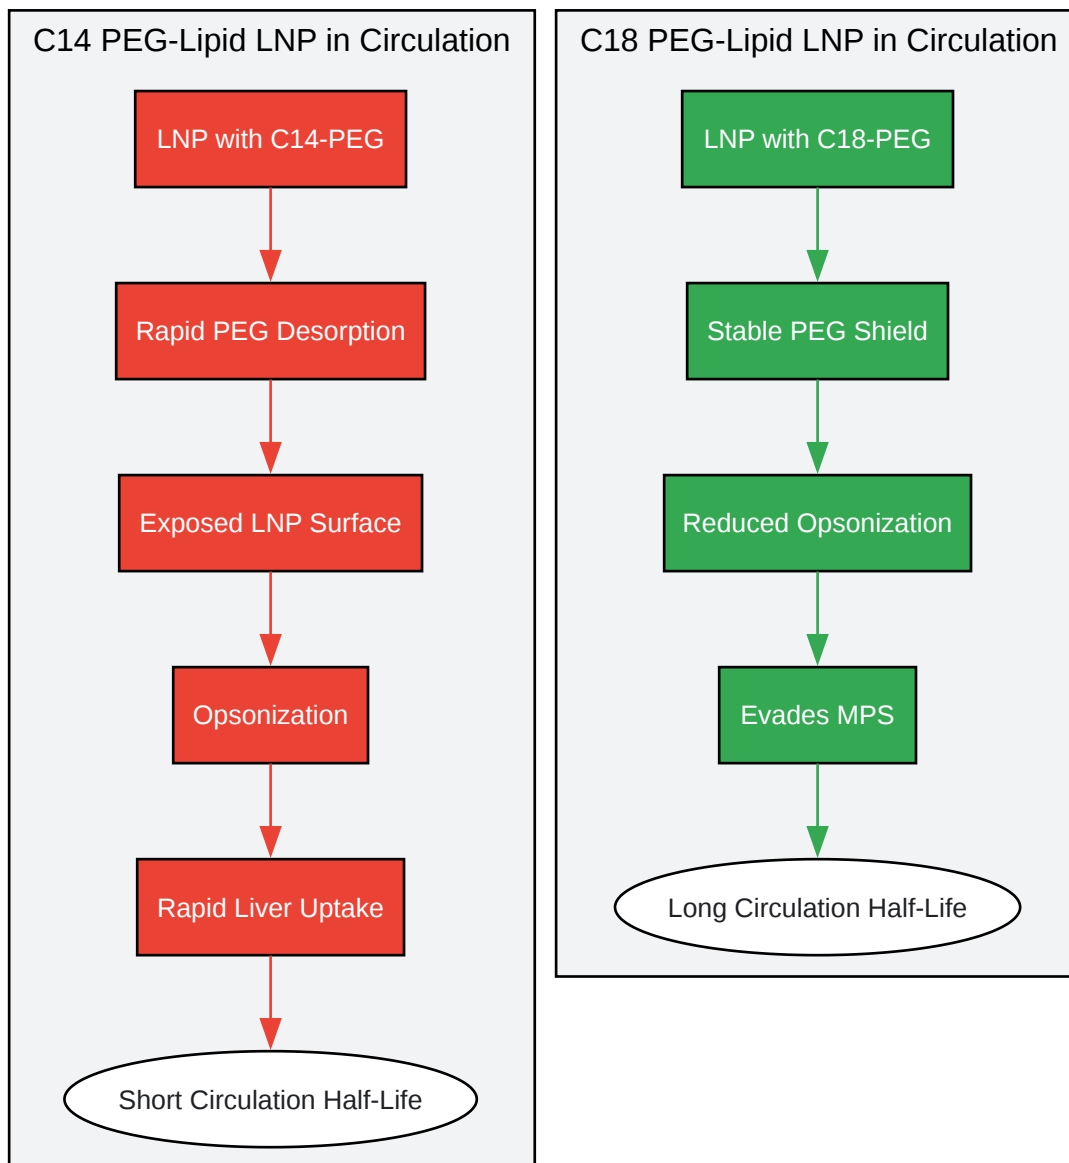 C14 PEG-Lipid LNP in Circulation
LNP with C14-PEG
Rapid PEG Desorption
Exposed LNP Surface
Opsonization
Rapid Liver Uptake
Short Circulation Half-Life
C18 PEG-Lipid LNP in Circulation
LNP with C18-PEG
Stable PEG Shield
Reduced Opsonization
Evades MPS
Long Circulation Half-Life